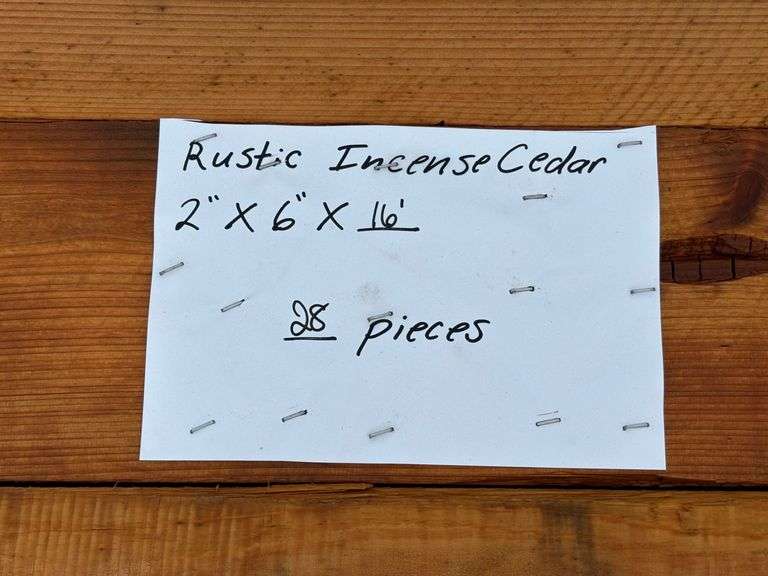 Rustic Incense Cedar
2" X 6" X 16'
28 pieces